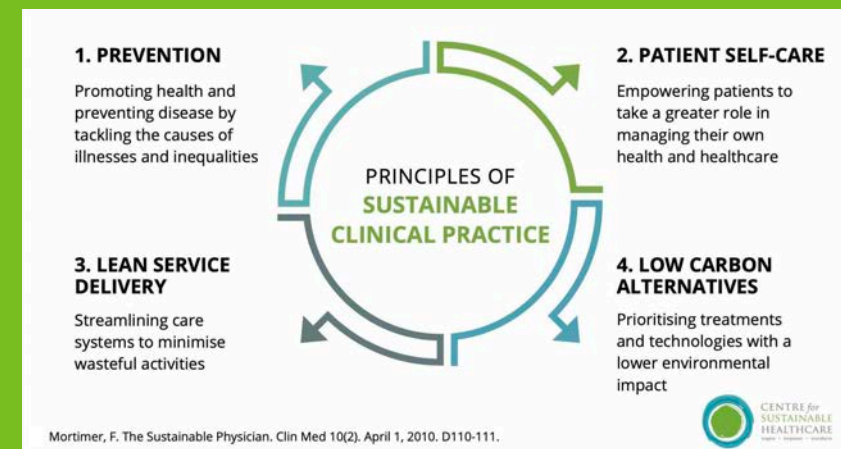 1. PREVENTION
Promoting health and
preventing disease by
tackling the causes of
illnesses and inequalities
2. PATIENT SELF-CARE
Empowering patients to
take a greater role in
managing their own
health and healthcare
PRINCIPLES OF
SUSTAINABLE
CLINICAL PRACTICE
3. LEAN SERVICE
DELIVERY
Streamlining care
systems to minimise
wasteful activities
4. LOW CARBON
ALTERNATIVES
Prioritising treatments
and technologies with a
lower environmental
impact
Mortimer, F. The Sustainable Physician. Clin Med 10(2). April 1, 2010. D110-111.
CENTRE for
SUSTAINABLE
HEALTHCARE